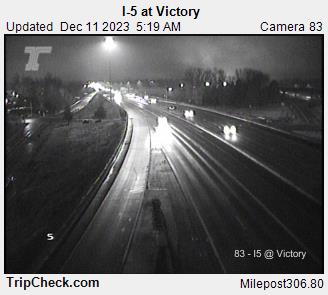 I-5 at Victory
Updated Dec 11 2023 5:19 AM Camera 83
T
S
83 - I5 @ Victory
TripCheck.com Milepost306.80